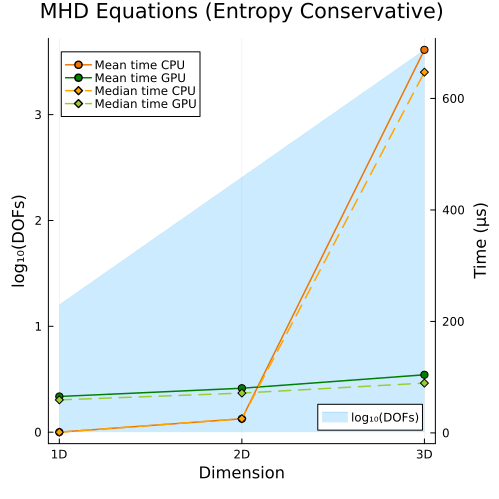 MHD Equations (Entropy Conservative)
Mean time CPU
Mean time GPU
Median time CPU
Median time GPU
log₁₀(DOFs)
3
2
1
0
Time (μs)
600
400
200
0
log₁₀(DOFs)
1D
2D
3D
Dimension